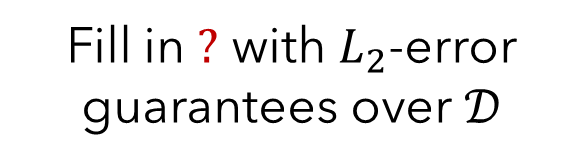 Fill in ? with L₂-error
guarantees over 𝒟